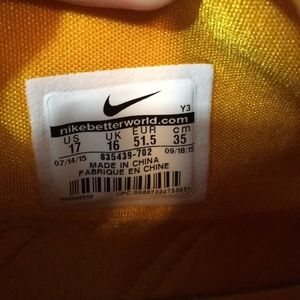 Y3
nikebetterworld.com
US UK EUR cm
17 16 51.5 35
07/14/15 835439-702 09/18/15
MADE IN CHINA
FABRIQUE EN CHINE
UPC